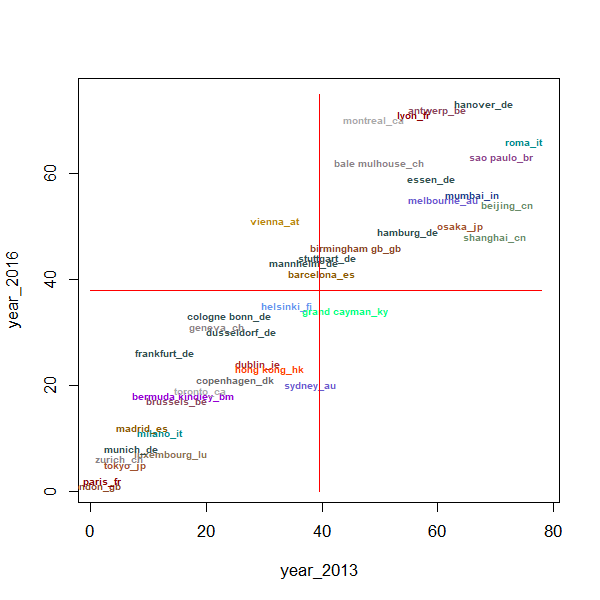 hanover_de
antwerp_be
lyon_fr
montreal_ca
roma_it
sao paulo_br
bale mulhouse_ch
essen_de
mumbai_in
melbourne_au
beijing_cn
vienna_at
osaka_jp
hamburg_de
shanghai_cn
birmingham gb_gb
stuttgart_de
mannheim_de
barcelona_es
helsinki_fi
grand cayman_ky
cologne bonn_de
geneva_ch
dusseldorf_de
frankfurt_de
dublin_ie
hong kong_hk
copenhagen_dk
sydney_au
toronto_ca
bermuda kindley_bm
brussels_be
madrid_es
milano_it
munich_de
luxembourg_lu
zurich_ch
tokyo_jp
paris_fr
ndon_gb
0
20
40
60
year_2016
0 20 40 60 80
year_2013